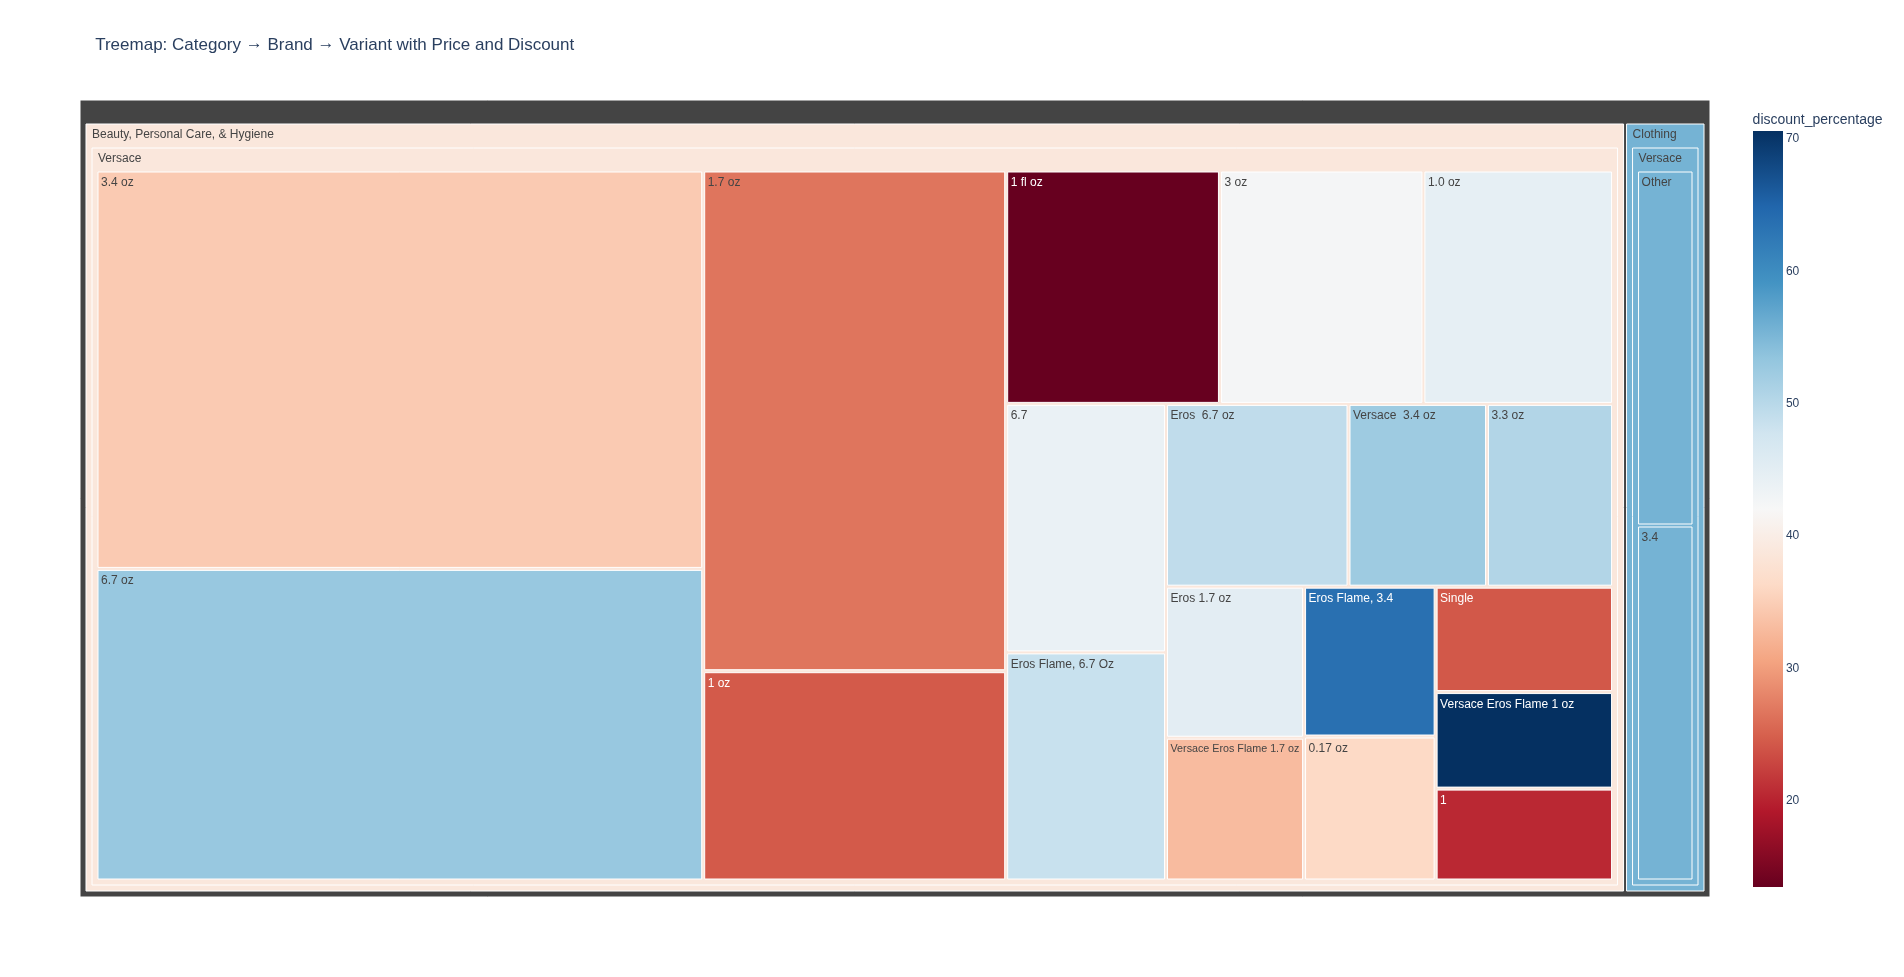 Treemap: Category → Brand → Variant with Price and Discount
Beauty, Personal Care, & Hygiene
Versace
3.4 oz
6.7 oz
1.7 oz
1 oz
1 fl oz
3 oz
1.0 oz
6.7
Eros  6.7 oz
Versace  3.4 oz
3.3 oz
Eros Flame, 6.7 Oz
Eros 1.7 oz
Eros Flame, 3.4
Single
Versace Eros Flame 1 oz
Versace Eros Flame 1.7 oz
0.17 oz
1
Clothing
Versace
Other
3.4
discount_percentage
70
60
50
40
30
20